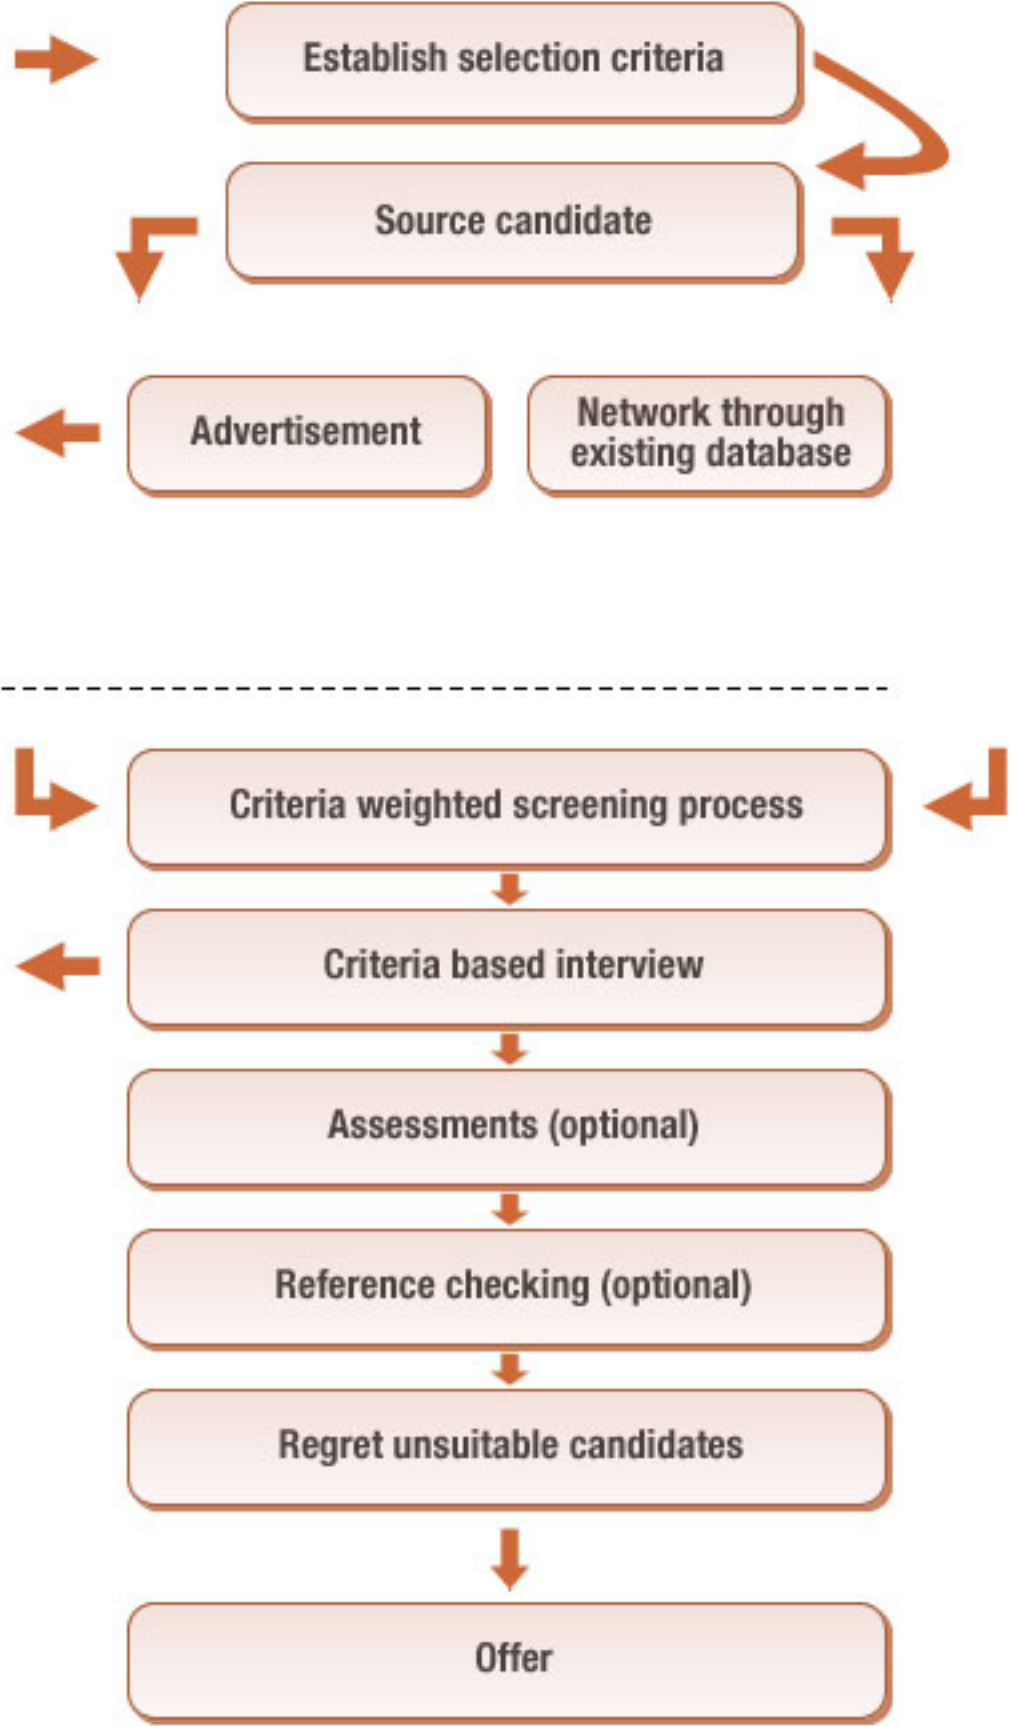 Establish selection criteria
Source candidate
Advertisement
Network through
existing database
Criteria weighted screening process
Criteria based interview
Assessments (optional)
Reference checking (optional)
Regret unsuitable candidates
Offer